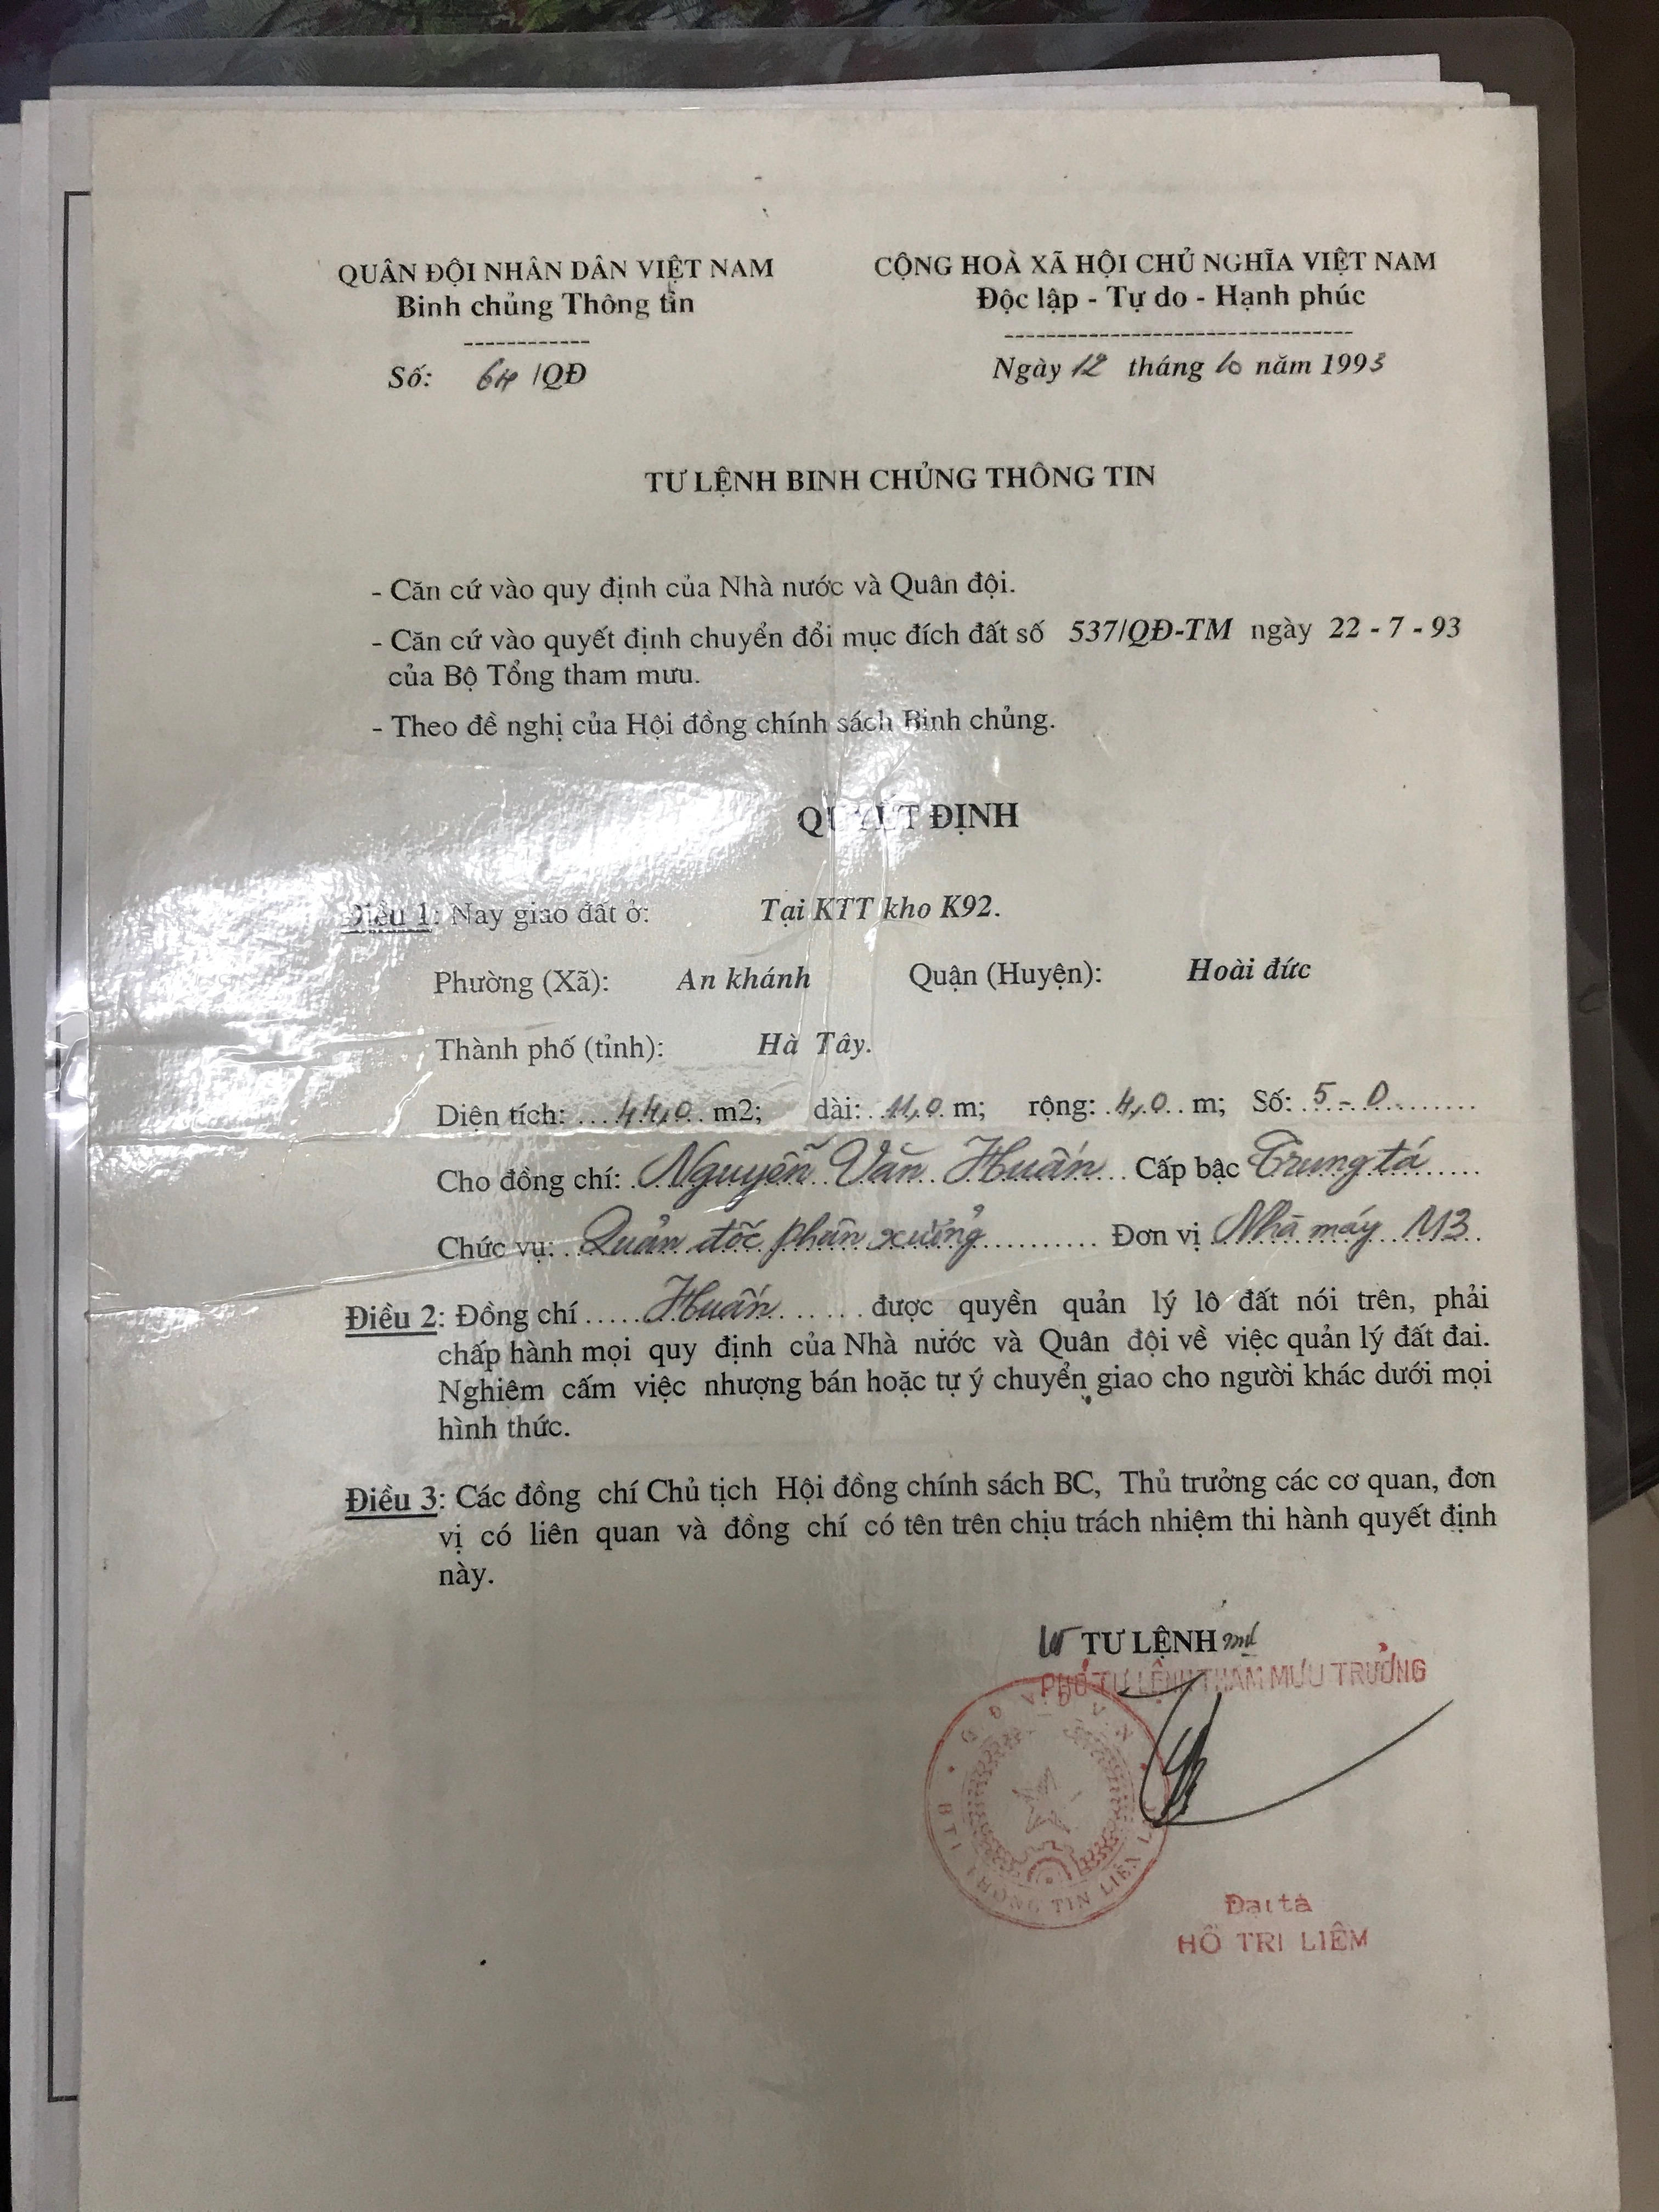 QUÂN ĐỘI NHÂN DÂN VIỆT NAM
Binh chủng Thông tin
------------
Số: 64 /QĐ
CỘNG HOÀ XÃ HỘI CHỦ NGHĨA VIỆT NAM
Độc lập - Tự do - Hạnh phúc
---------------------------------
Ngày 12 tháng 10 năm 1993
TƯ LỆNH BINH CHỦNG THÔNG TIN
- Căn cứ vào quy định của Nhà nước và Quân đội.
- Căn cứ vào quyết định chuyển đổi mục đích đất số 537/QĐ-TM ngày 22 - 7 - 93
của Bộ Tổng tham mưu.
- Theo đề nghị của Hội đồng chính sách Binh chủng.
QUYẾT ĐỊNH
Điều 1: Nay giao đất ở: Tại KTT kho K92.
Phường (Xã): An khánh Quận (Huyện): Hoài đức
Thành phố (tỉnh): Hà Tây.
Diện tích: ....44,0.. m2; dài: .11,0 m; rộng: .4,0.. m; Số: .5 - D..........
Cho đồng chí: .Nguyễn Văn Huấn... Cấp bậc Trung tá......
Chức vụ: ..Quản đốc phân xưởng.......... Đơn vị .Nhà máy M3.
Điều 2: Đồng chí .....Huấn...... được quyền quản lý lô đất nói trên, phải
chấp hành mọi quy định của Nhà nước và Quân đội về việc quản lý đất đai.
Nghiêm cấm việc nhượng bán hoặc tự ý chuyển giao cho người khác dưới mọi
hình thức.
Điều 3: Các đồng chí Chủ tịch Hội đồng chính sách BC, Thủ trưởng các cơ quan, đơn
vị có liên quan và đồng chí có tên trên chịu trách nhiệm thi hành quyết định
này.
TƯ LỆNH
PHÓ TƯ LỆNH THAM MƯU TRƯỞNG
Q Đ N D V N
BTL THÔNG TIN LIÊN LẠC
Đại tá
HỒ TRI LIÊM